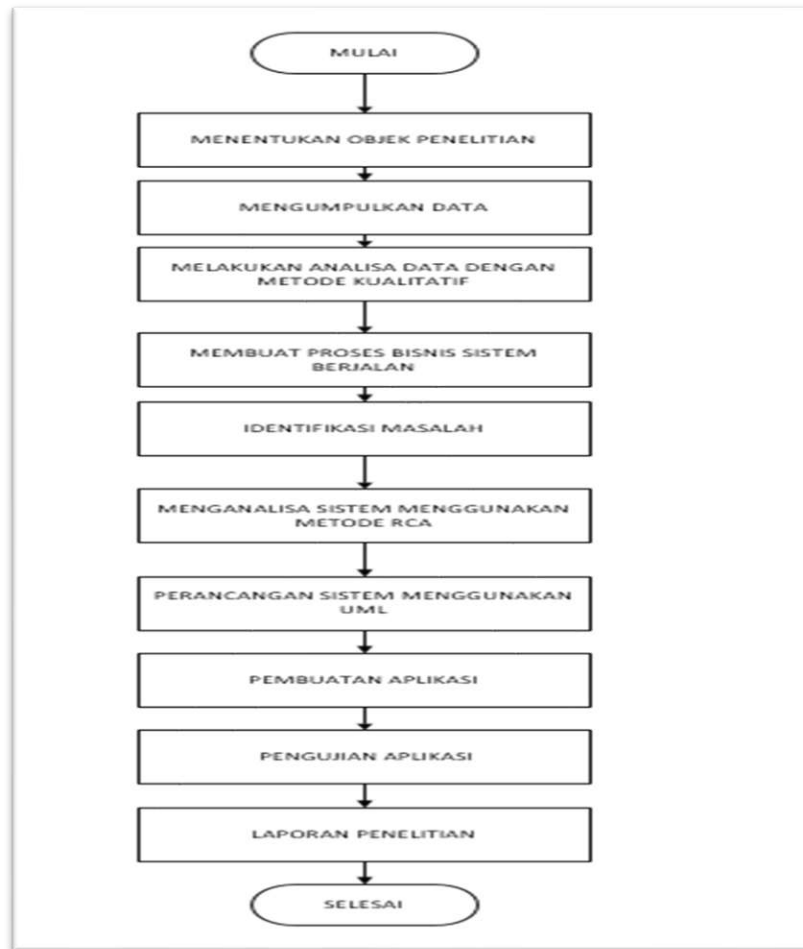 MULAI
MENENTUKAN OBJEK PENELITIAN
MENGUMPULKAN DATA
MELAKUKAN ANALISA DATA DENGAN
METODE KUALITATIF
MEMBUAT PROSES BISNIS SISTEM
BERJALAN
IDENTIFIKASI MASALAH
MENGANALISA SISTEM MENGGUNAKAN
METODE RCA
PERANCANGAN SISTEM MENGGUNAKAN
UML
PEMBUATAN APLIKASI
PENGUJIAN APLIKASI
LAPORAN PENELITIAN
SELESAI